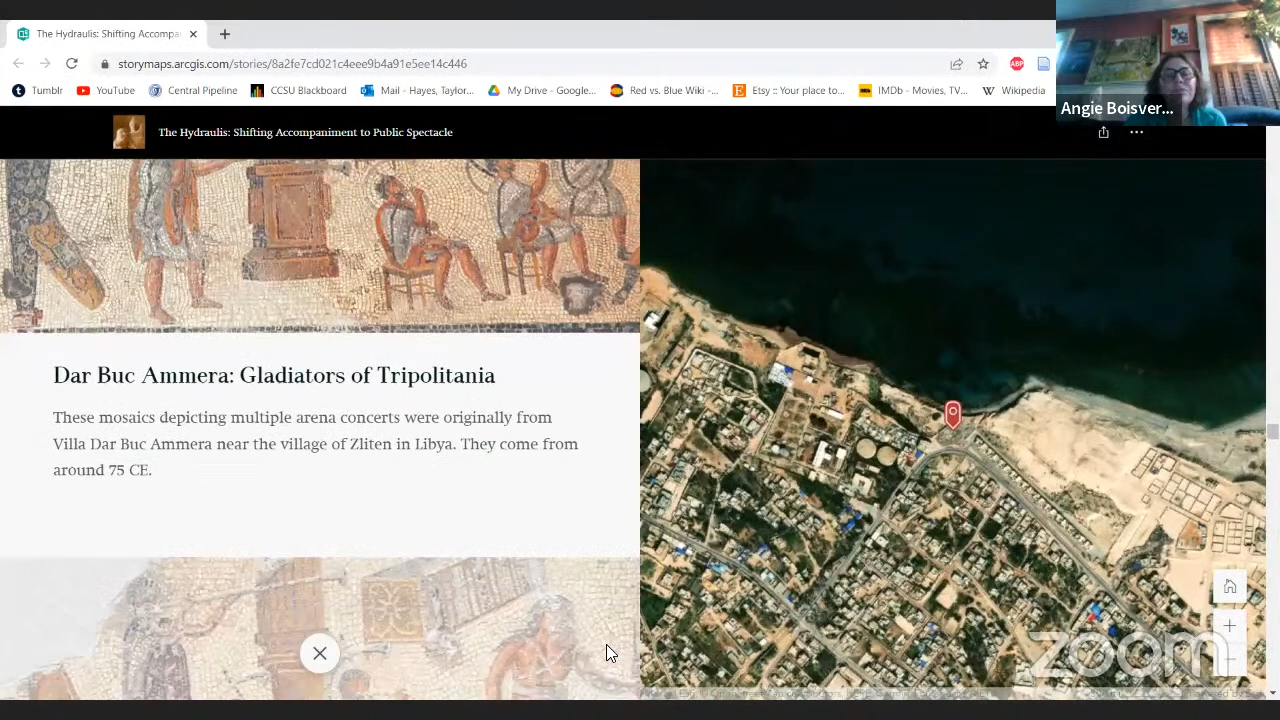 The Hydraulis: Shifting Accompa
storymaps.arcgis.com/stories/8a2fe7cd021c4eee9b4a91e5ee14c446
Tumblr YouTube Central Pipeline CCSU Blackboard Mail - Hayes, Taylor... My Drive - Google... Red vs. Blue Wiki -... Etsy :: Your place to... IMDb - Movies, TV... Wikipedia
ABP
Angie Boisver...
The Hydraulis: Shifting Accompaniment to Public Spectacle
Dar Buc Ammera: Gladiators of Tripolitania
These mosaics depicting multiple arena concerts were originally from
Villa Dar Buc Ammera near the village of Zliten in Libya. They come from
around 75 CE.
zoom